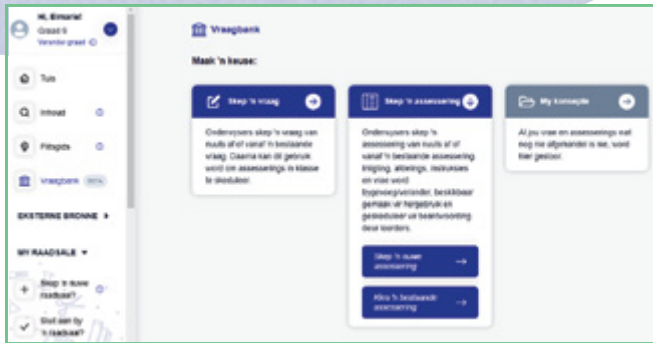 Hi, Elmarie!
Graad 9
Verander graad
Tuis
Inhoud
Vraagbank BETA
EKSTERNE BRONNE
MY RAADSALE
Skep 'n nuwe
raadsaal?
Sluit aan by
'n raadsaal?
Vraagbank
Maak 'n keuse:
Skep 'n vraag
Onderwysers skep 'n vraag van
nuuts af of vanaf 'n bestaande
vraag. Daarna kan dit gebruik
word om assesserings in klasse
te skeduleer.
Skep 'n assessering
Onderwysers skep 'n
assessering van nuuts af of
vanaf 'n bestaande assessering.
Inligting, afdelings, instruksies
en vrae word
bygevoeg/verander, beskikbaar
gemaak vir hergebruik en
geskeduleer vir beantwoording
deur leerders.
Skep 'n nuwe
assessering
Kies 'n bestaande
assessering
My konsepte
Al jou vrae en assesserings wat
nog nie afgehandel is nie, word
hier gestoor.